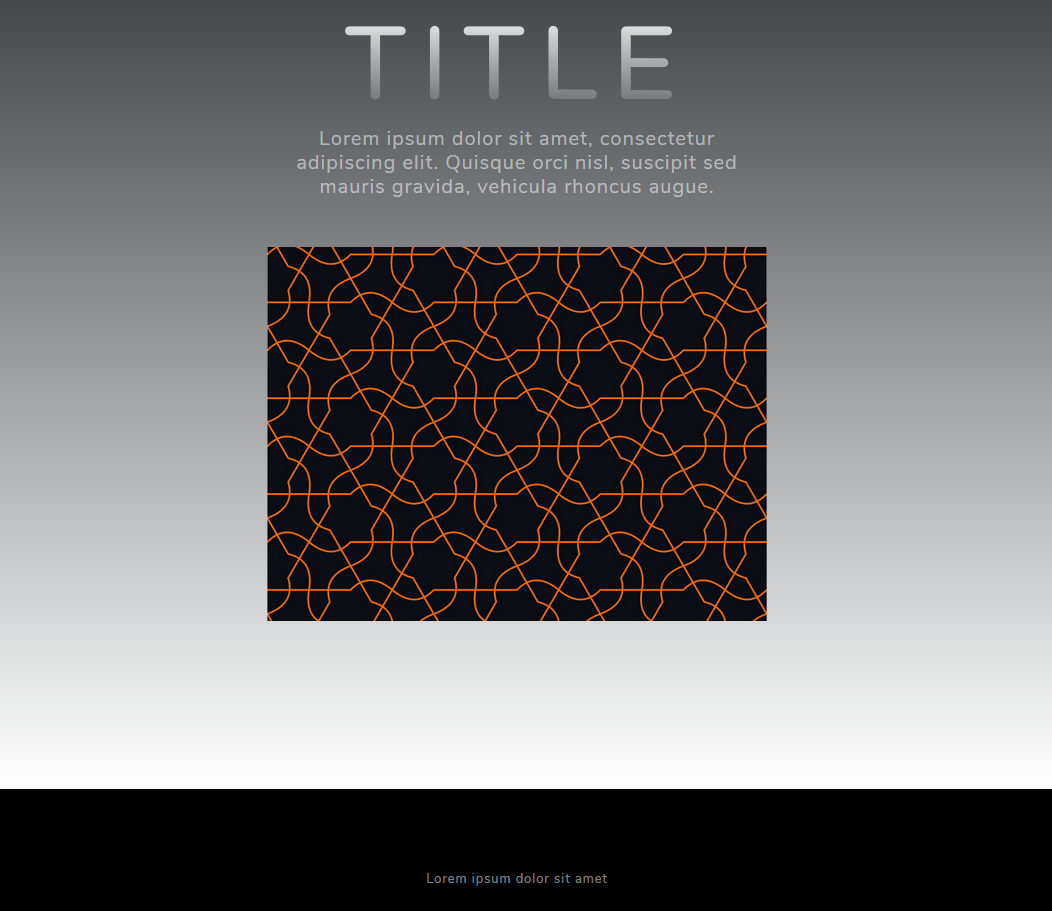 TITLE
Lorem ipsum dolor sit amet, consectetur
adipiscing elit. Quisque orci nisl, suscipit sed
mauris gravida, vehicula rhoncus augue.
Lorem ipsum dolor sit amet